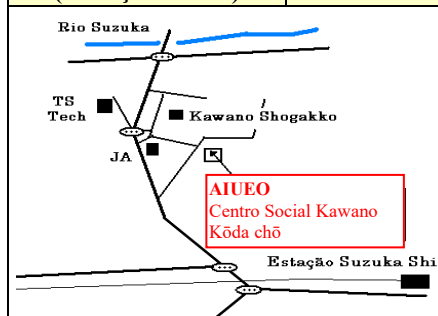 Rio Suzuka
TS
Tech
Kawano Shogakko
JA
AIUEO
Centro Social Kawano
Kōda chō
Estação Suzuka Shi